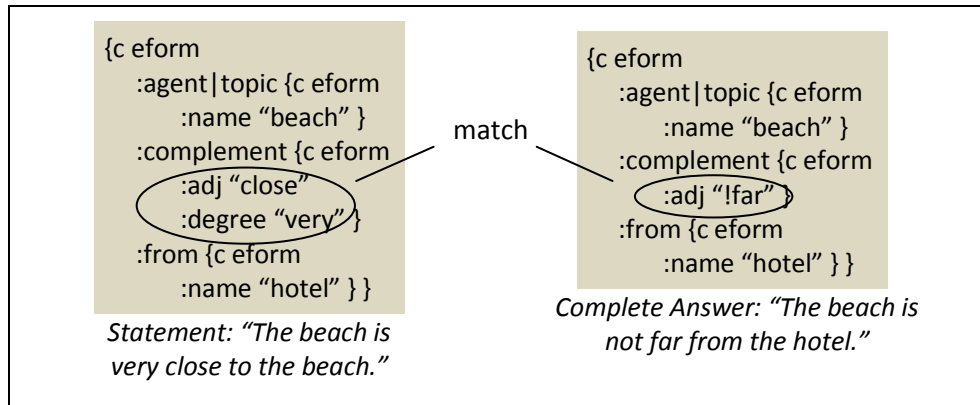 {c eform
:agent|topic {c eform
:name “beach” }
:complement {c eform
:adj “close”
:degree “very” }
:from {c eform
:name “hotel” } }
Statement: “The beach is
very close to the beach.”
match
{c eform
:agent|topic {c eform
:name “beach” }
:complement {c eform
:adj “!far” }
:from {c eform
:name “hotel” } }
Complete Answer: “The beach is
not far from the hotel.”